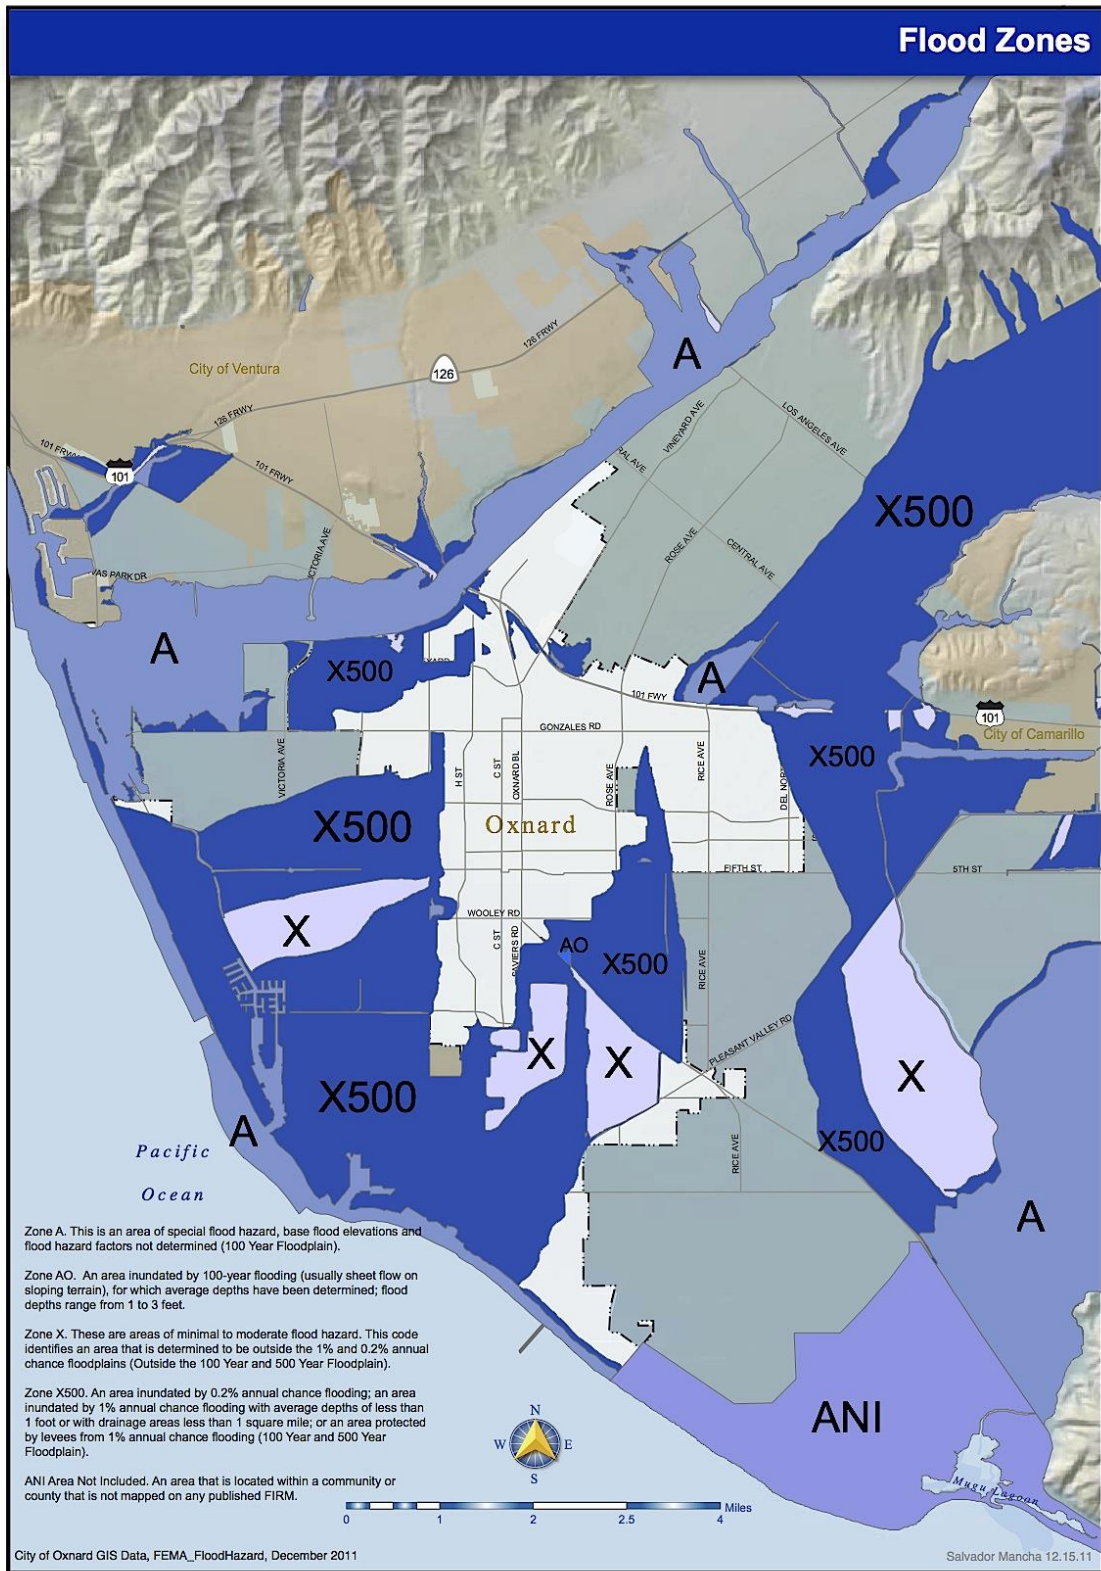 Flood Zones
City of Ventura
126 FRWY
126
126 FRWY
101 FRWY
101
101 FRWY
A
VINEYARD AVE
LOS ANGELES AVE
RAL AVE
ROSE AVE
CENTRAL AVE
X500
VAS PARK DR
ICTORIA AVE
A
X500
A
101 FWY
101
City of Camarillo
X500
GONZALES RD
VICTORIA AVE
H ST
C ST
OXNARD BL
ROSE AVE
RICE AVE
DEL NOR
X500
Oxnard
FIFTH ST
5TH ST
X
WOOLEY RD
C ST
SAVIERS RD
AO
X500
RICE AVE
PLEASANT VALLEY RD
X
X
X
X500
X500
A
RICE AVE
A
Pacific
Ocean
Zone A. This is an area of special flood hazard, base flood elevations and
flood hazard factors not determined (100 Year Floodplain).
Zone AO. An area inundated by 100-year flooding (usually sheet flow on
sloping terrain), for which average depths have been determined; flood
depths range from 1 to 3 feet.
Zone X. These are areas of minimal to moderate flood hazard. This code
identifies an area that is determined to be outside the 1% and 0.2% annual
chance floodplains (Outside the 100 Year and 500 Year Floodplain).
Zone X500. An area inundated by 0.2% annual chance flooding; an area
inundated by 1% annual chance flooding with average depths of less than
1 foot or with drainage areas less than 1 square mile; or an area protected
by levees from 1% annual chance flooding (100 Year and 500 Year
Floodplain).
ANI Area Not Included. An area that is located within a community or
county that is not mapped on any published FIRM.
ANI
Mugu Lagoon
N
W E
S
0 1 2 2.5 4 Miles
City of Oxnard GIS Data, FEMA_FloodHazard, December 2011
Salvador Mancha 12.15.11